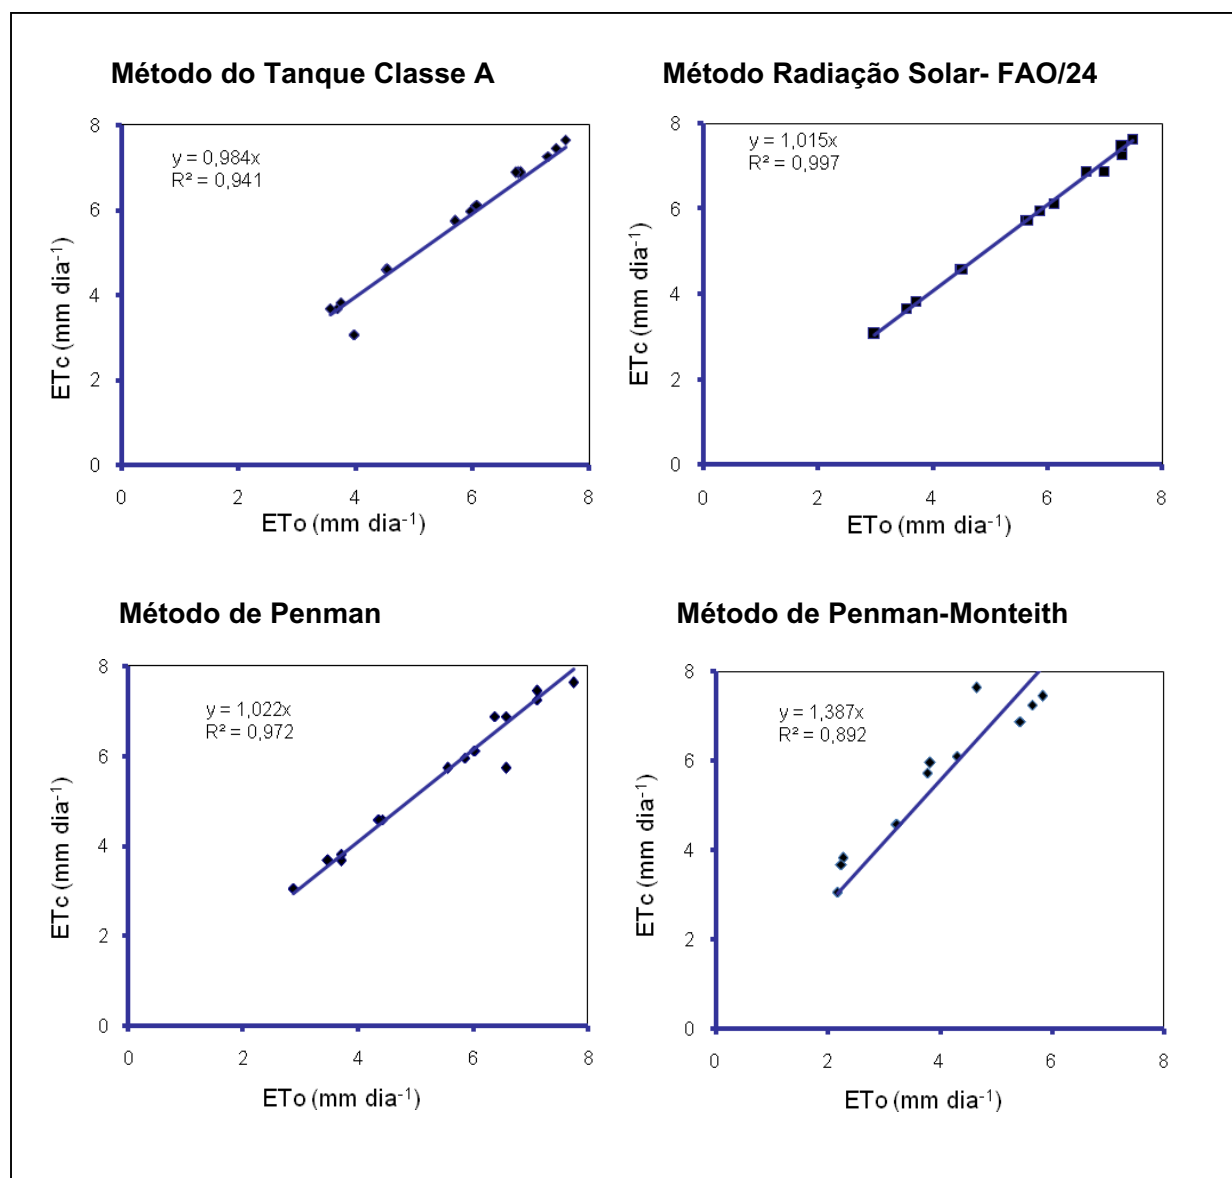 Método do Tanque Classe A
y = 0,984x
R² = 0,941
8
6
4
2
0
ETc (mm dia⁻¹)
0 2 4 6 8
ETo (mm dia⁻¹)
Método Radiação Solar- FAO/24
y = 1,015x
R² = 0,997
8
6
4
2
0
ETc (mm dia⁻¹)
0 2 4 6 8
ETo (mm dia⁻¹)
Método de Penman
y = 1,022x
R² = 0,972
8
6
4
2
0
ETc (mm dia⁻¹)
0 2 4 6 8
ETo (mm dia⁻¹)
Método de Penman-Monteith
y = 1,387x
R² = 0,892
8
6
4
2
0
ETc (mm dia⁻¹)
0 2 4 6 8
ETo (mm dia⁻¹)